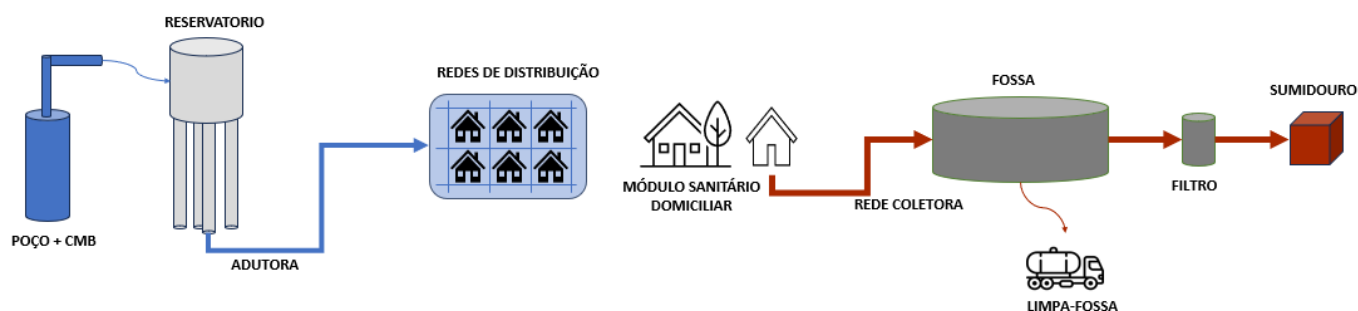 RESERVATORIO
POÇO + CMB
ADUTORA
REDES DE DISTRIBUIÇÃO
MÓDULO SANITÁRIO
DOMICILIAR
REDE COLETORA
FOSSA
LIMPA-FOSSA
FILTRO
SUMIDOURO